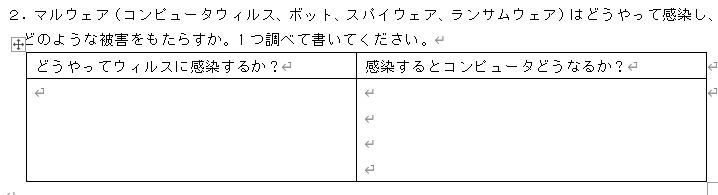 2．マルウェア（コンピュータウィルス、ボット、スパイウェア、ランサムウェア）はどうやって感染し、
どのような被害をもたらすか。1つ調べて書いてください。
どうやってウィルスに感染するか？
感染するとコンピュータどうなるか？